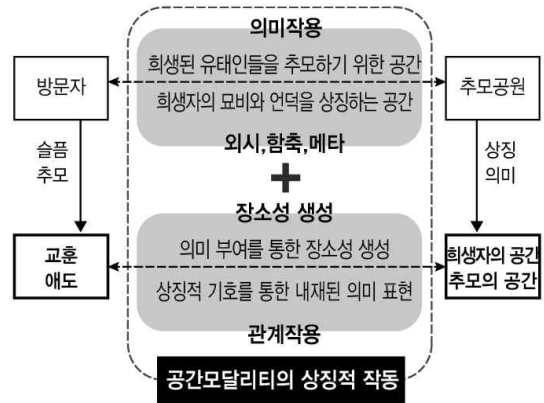 의미작용
희생된 유태인들을 추모하기 위한 공간
희생자의 묘비와 언덕을 상징하는 공간
외시,함축,메타
방문자
추모공원
슬픔
추모
상징
의미
+
장소성 생성
의미 부여를 통한 장소성 생성
상징적 기호를 통한 내재된 의미 표현
관계작용
교훈
애도
희생자의 공간
추모의 공간
공간모달리티의 상징적 작동